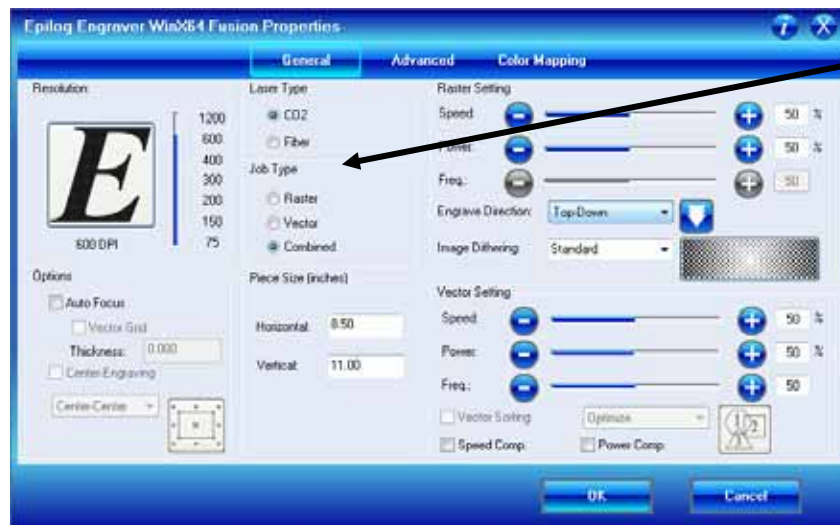 Epilog Engraver WinX64 Fusion Properties
General Advanced Color Mapping
Resolution
1200
600
400
300
200
150
75
E
600 DPI
Options
Auto Focus
Vector Grid
Thickness: 0.000
Center-Engraving
Center-Center
Laser Type
CO2
Fiber
Job Type
Raster
Vector
Combined
Piece Size (inches)
Horizontal: 8.50
Vertical: 11.00
Raster Setting
Speed: 50 %
Power: 50 %
Freq.: 50
Engrave Direction: Top-Down
Image Dithering: Standard
Vector Setting
Speed: 50 %
Power: 50 %
Freq.: 50
Vector Sorting Optimize 1 2
Speed Comp. Power Comp.
OK Cancel